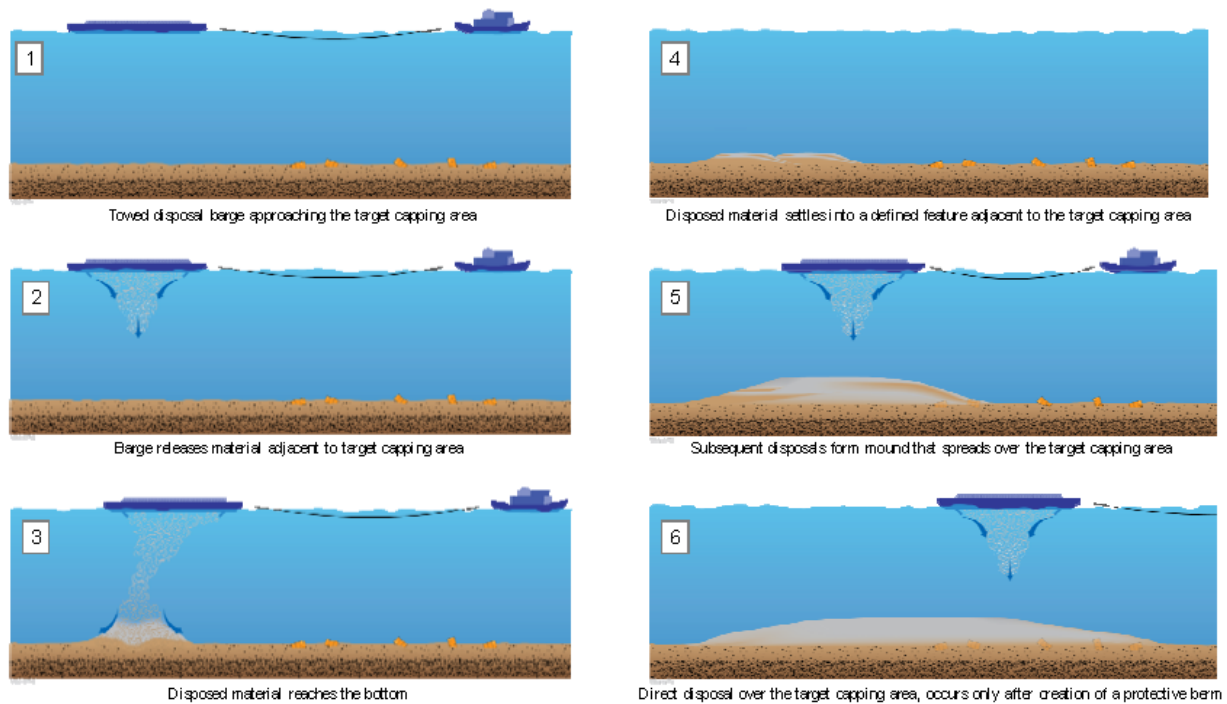 1
Towed disposal barge approaching the target capping area
2
Barge releases material adjacent to target capping area
3
Disposed material reaches the bottom
4
Disposed material settles into a defined feature adjacent to the target capping area
5
Subsequent disposals form mound that spreads over the target capping area
6
Direct disposal over the target capping area, occurs only after creation of a protective berm